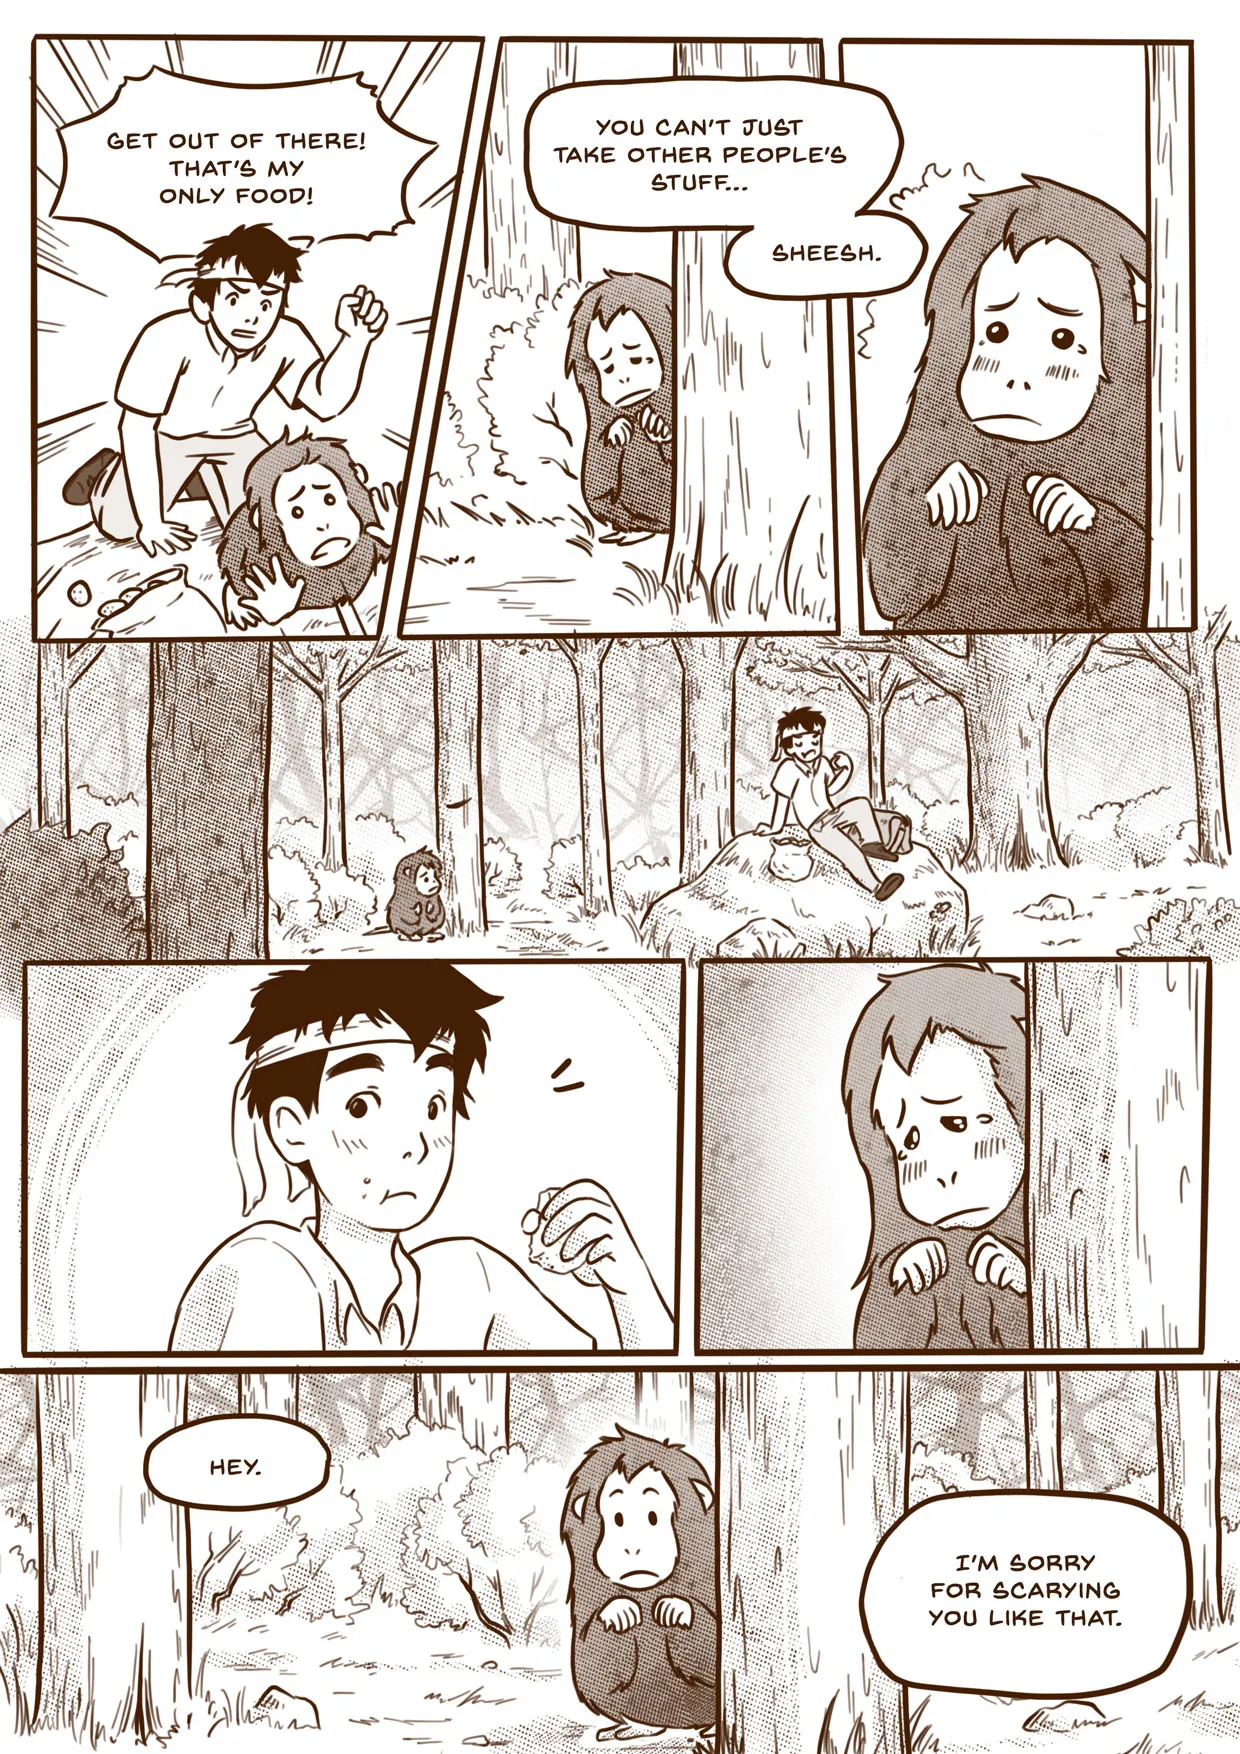 GET OUT OF THERE!
THAT'S MY
ONLY FOOD!
YOU CAN'T JUST
TAKE OTHER PEOPLE'S
STUFF...
SHEESH.
HEY.
I'M SORRY
FOR SCARYING
YOU LIKE THAT.